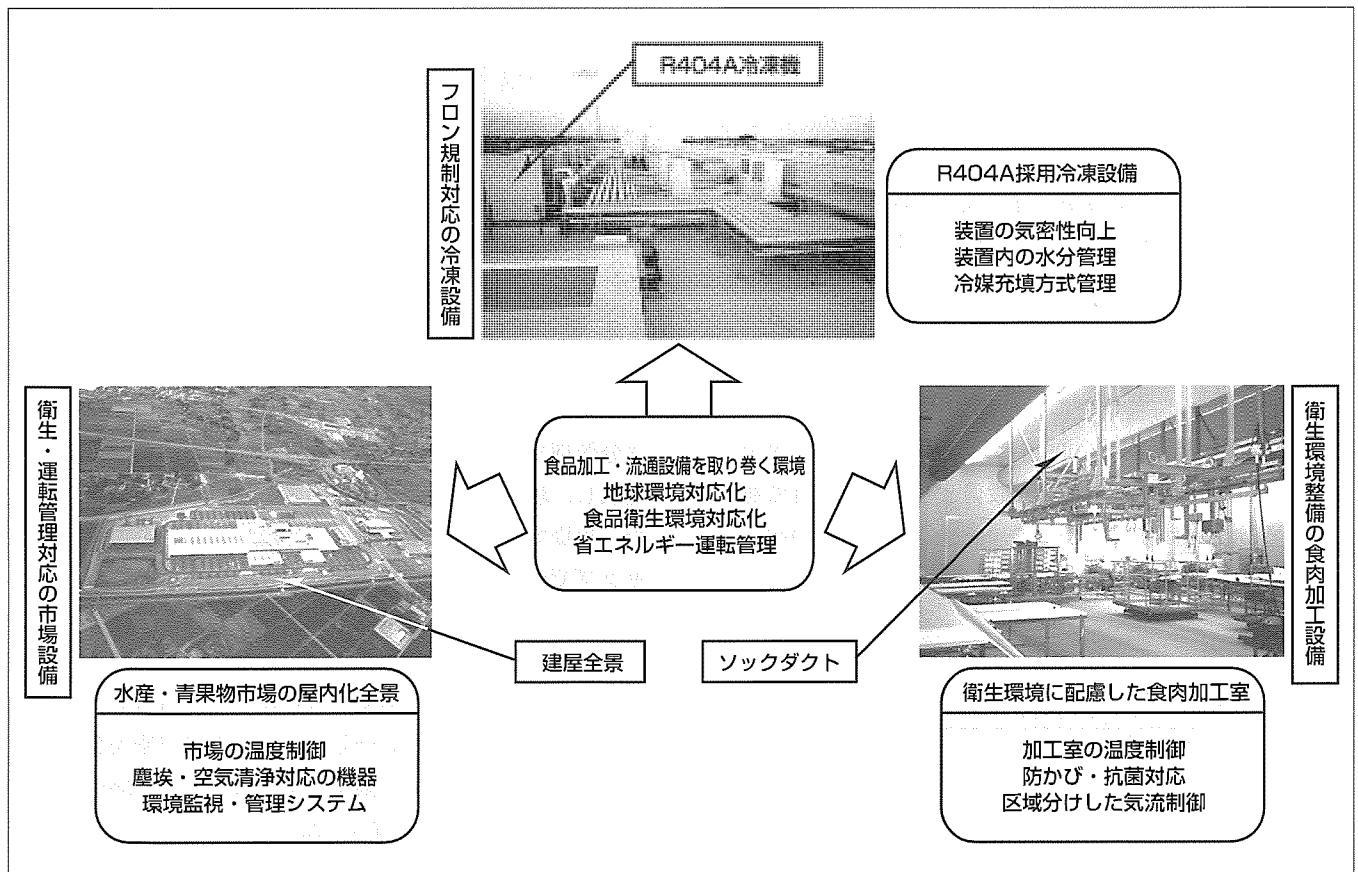 R404A冷凍機
フロン規制対応の冷凍設備
R404A採用冷凍設備
装置の気密性向上
装置内の水分管理
冷媒充填方式管理
衛生・運転管理対応の市場設備
食品加工・流通設備を取り巻く環境
地球環境対応化
食品衛生環境対応化
省エネルギー運転管理
衛生環境整備の食肉加工設備
建屋全景
ソックダクト
水産・青果物市場の屋内化全景
市場の温度制御
塵埃・空気清浄対応の機器
環境監視・管理システム
衛生環境に配慮した食肉加工室
加工室の温度制御
防かび・抗菌対応
区域分けした気流制御